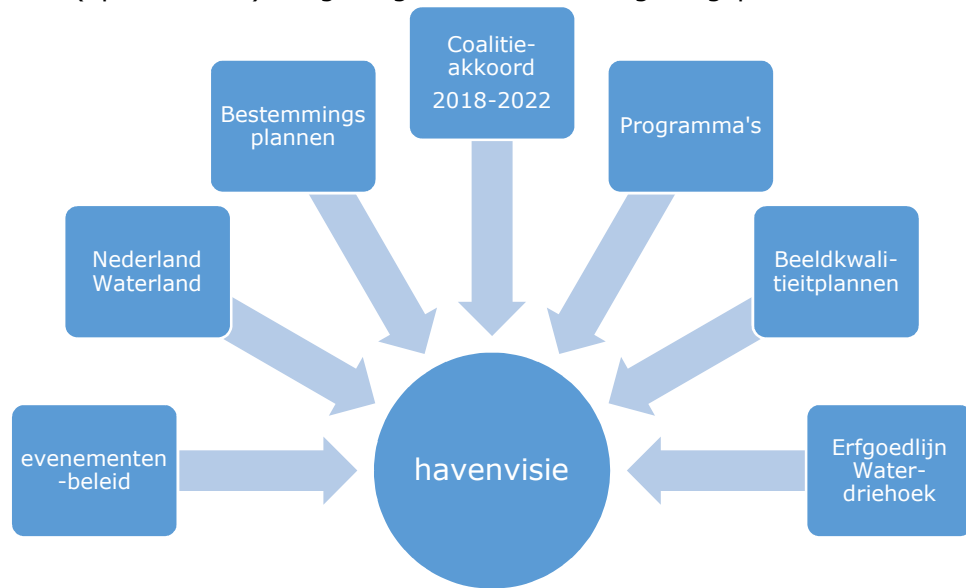 Coalitie-
akkoord
2018-2022
Bestemmings
plannen
Programma's
Nederland
Waterland
Beeldkwali-
tieitplannen
evenementen
-beleid
havenvisie
Erfgoedlijn
Water-
driehoek